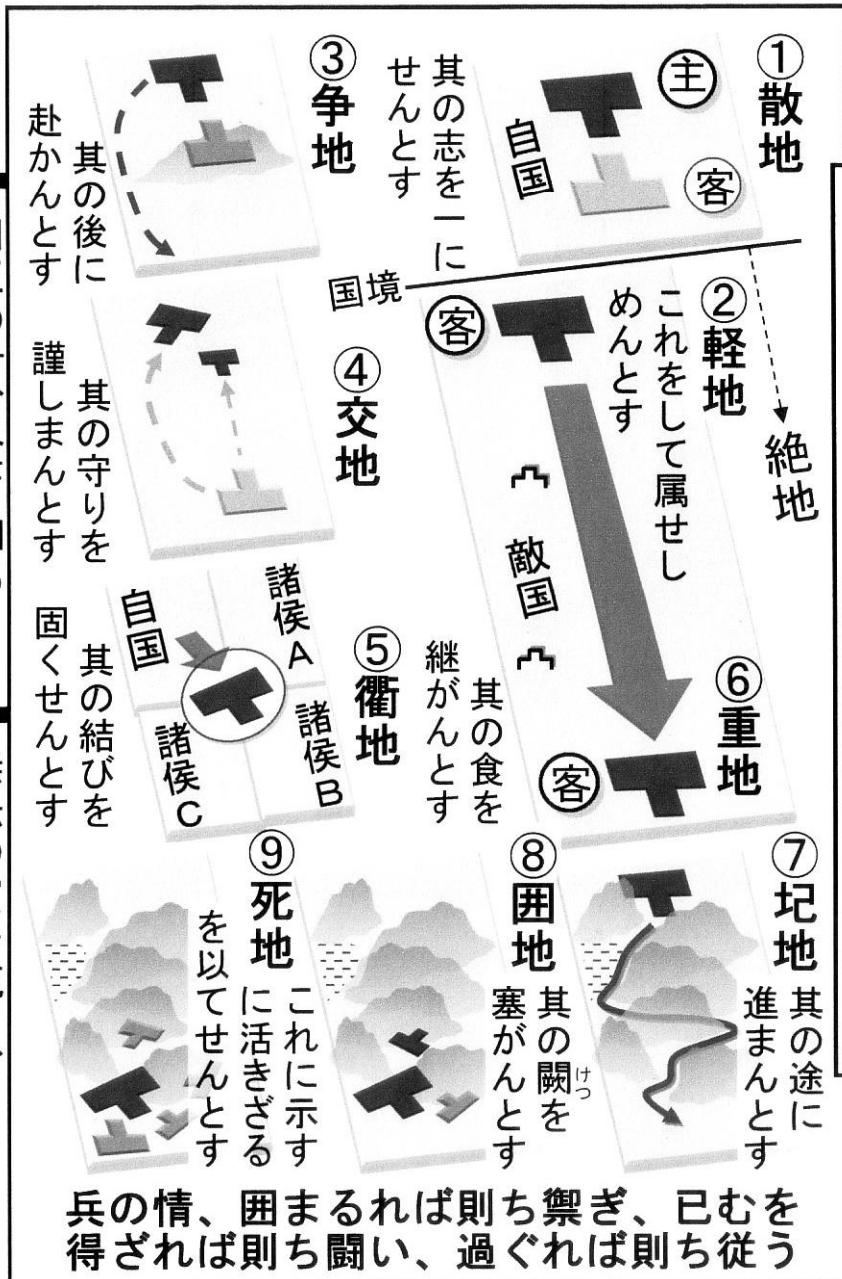 ①散地
主
客
自国
其の志を一に
せんとす
国境
絶地
②軽地
これをして属せし
めんとす
客
敵国
③争地
其の後に
赴かんとす
④交地
其の守りを
謹しまんとす
⑤衢地
諸侯A
諸侯B
自国
諸侯C
其の結びを
固くせんとす
⑥重地
客
其の食を
継がんとす
⑦圮地
其の途に
進まんとす
⑧囲地
其の闕を
けつ
塞がんとす
⑨死地
これに示す
に活きざる
を以てせんとす
兵の情、囲まるれば則ち禦ぎ、已むを
得ざれば則ち闘い、過ぐれば則ち従う